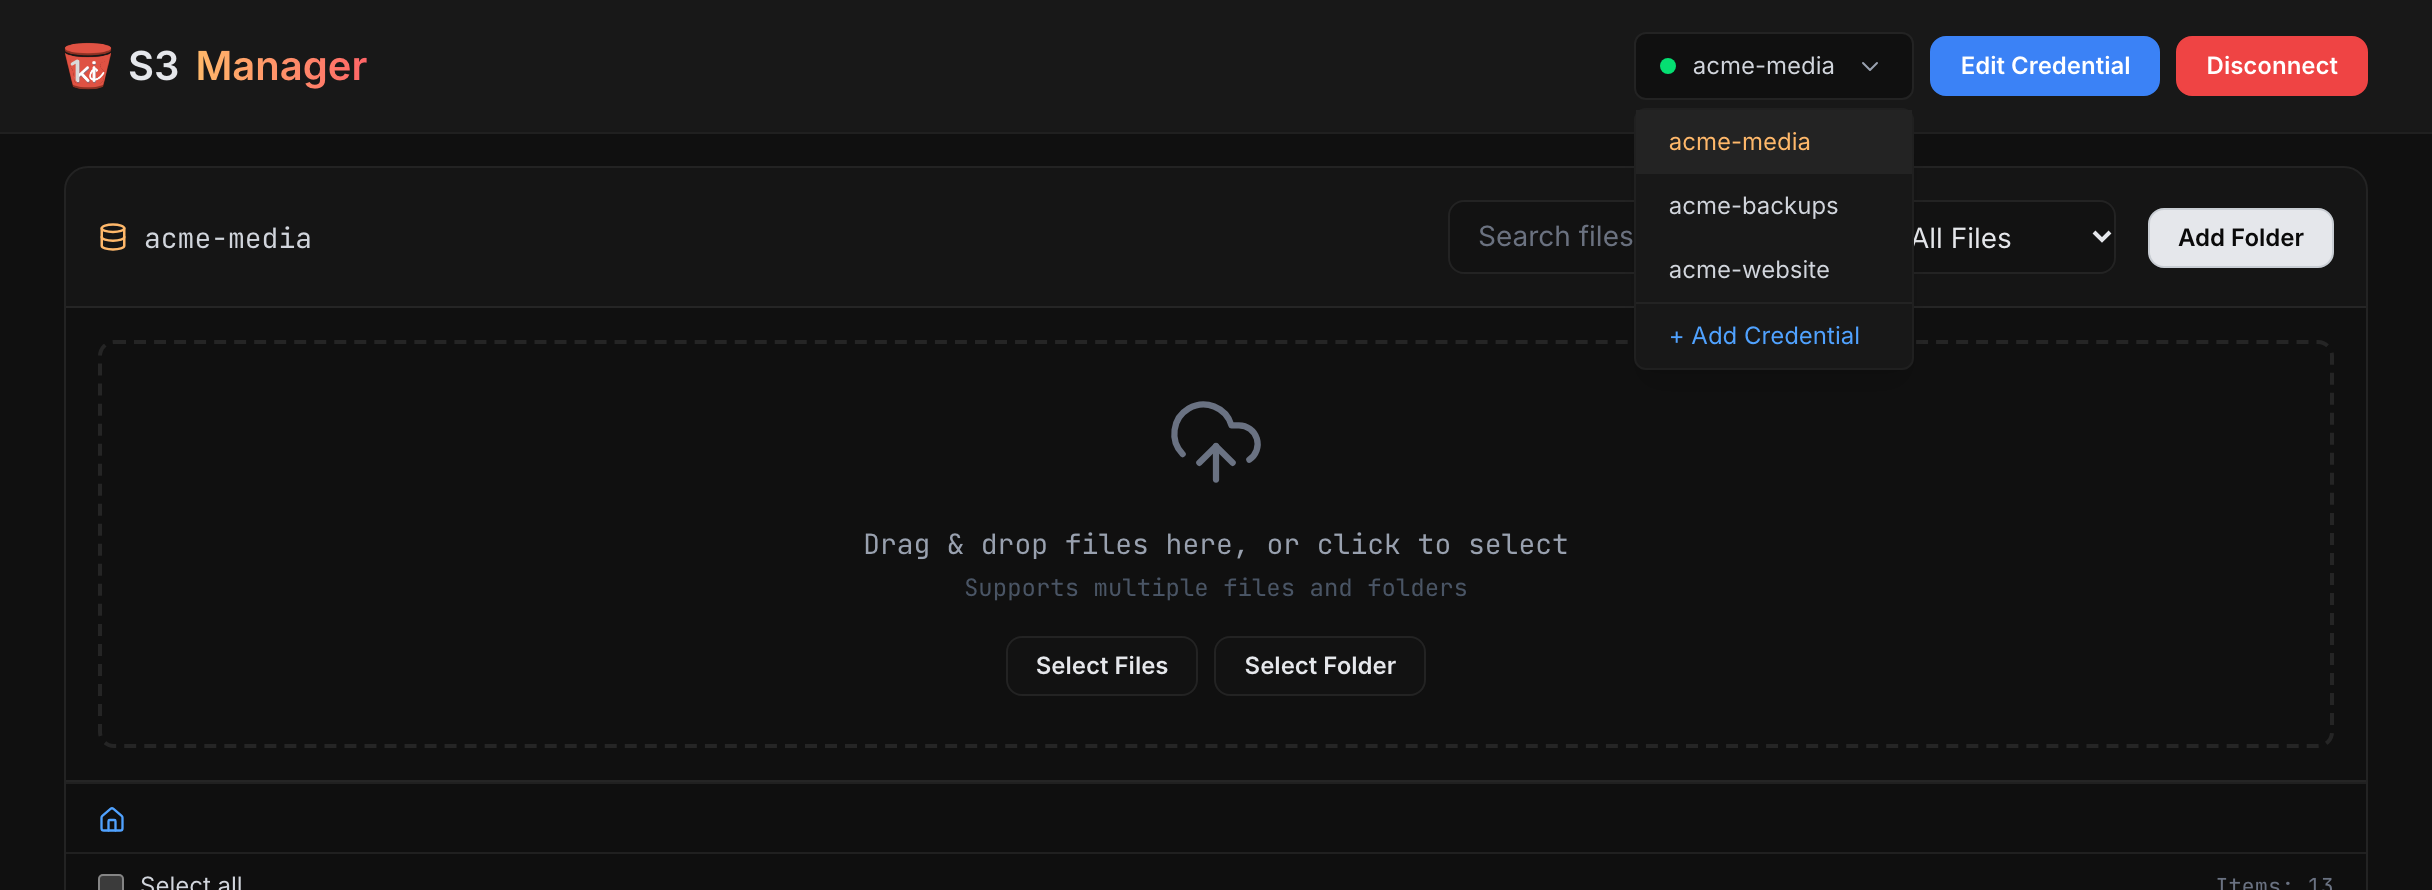 ki
S3 Manager
acme-media
Edit Credential
Disconnect
acme-media
acme-backups
acme-website
+ Add Credential
acme-media
Search files
All Files
Add Folder
Drag & drop files here, or click to select
Supports multiple files and folders
Select Files
Select Folder
Select all
Items: 13